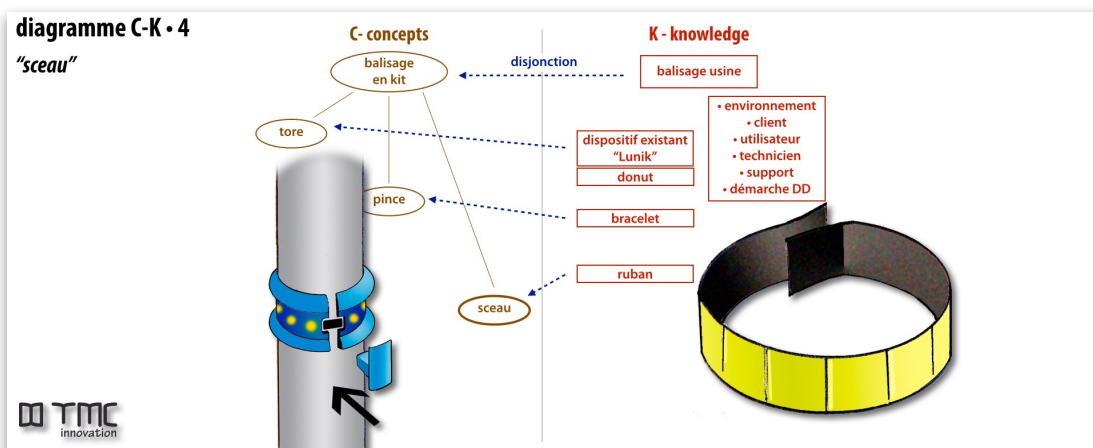 diagramme C-K • 4
“sceau”
C- concepts
K - knowledge
balisage
en kit
disjonction
balisage usine
tore
• environnement
• client
• utilisateur
• technicien
• support
• démarche DD
dispositif existant
“Lunik”
donut
pince
bracelet
ruban
sceau
TMC
innovation